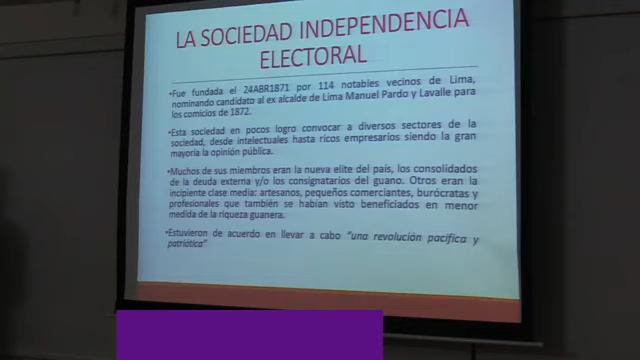 LA SOCIEDAD INDEPENDENCIA
ELECTORAL
•Fue fundada el 24ABR1871 por 114 notables vecinos de Lima,
nominando candidato al ex alcalde de Lima Manuel Pardo y Lavalle para
los comicios de 1872.
•Esta sociedad en pocos logro convocar a diversos sectores de la
sociedad, desde intelectuales hasta ricos empresarios siendo la gran
mayoría la opinión pública.
•Muchos de sus miembros eran la nueva elite del país, los consolidados
de la deuda externa y/o los consignatarios del guano. Otros eran la
incipiente clase media: artesanos, pequeños comerciantes, burócratas y
profesionales que también se habían visto beneficiados en menor
medida de la riqueza guanera.
•Estuvieron de acuerdo en llevar a cabo "una revolución pacifica y
patriótica"